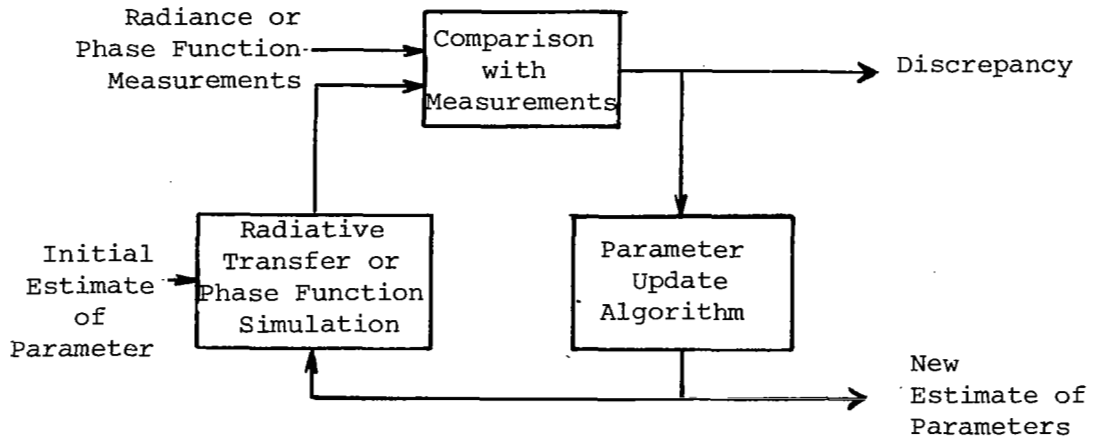 Radiance or
Phase Function
Measurements
Comparison
with
Measurements
Discrepancy
Initial
Estimate
of
Parameter
Radiative
Transfer or
Phase Function
Simulation
Parameter
Update
Algorithm
New
Estimate of
Parameters